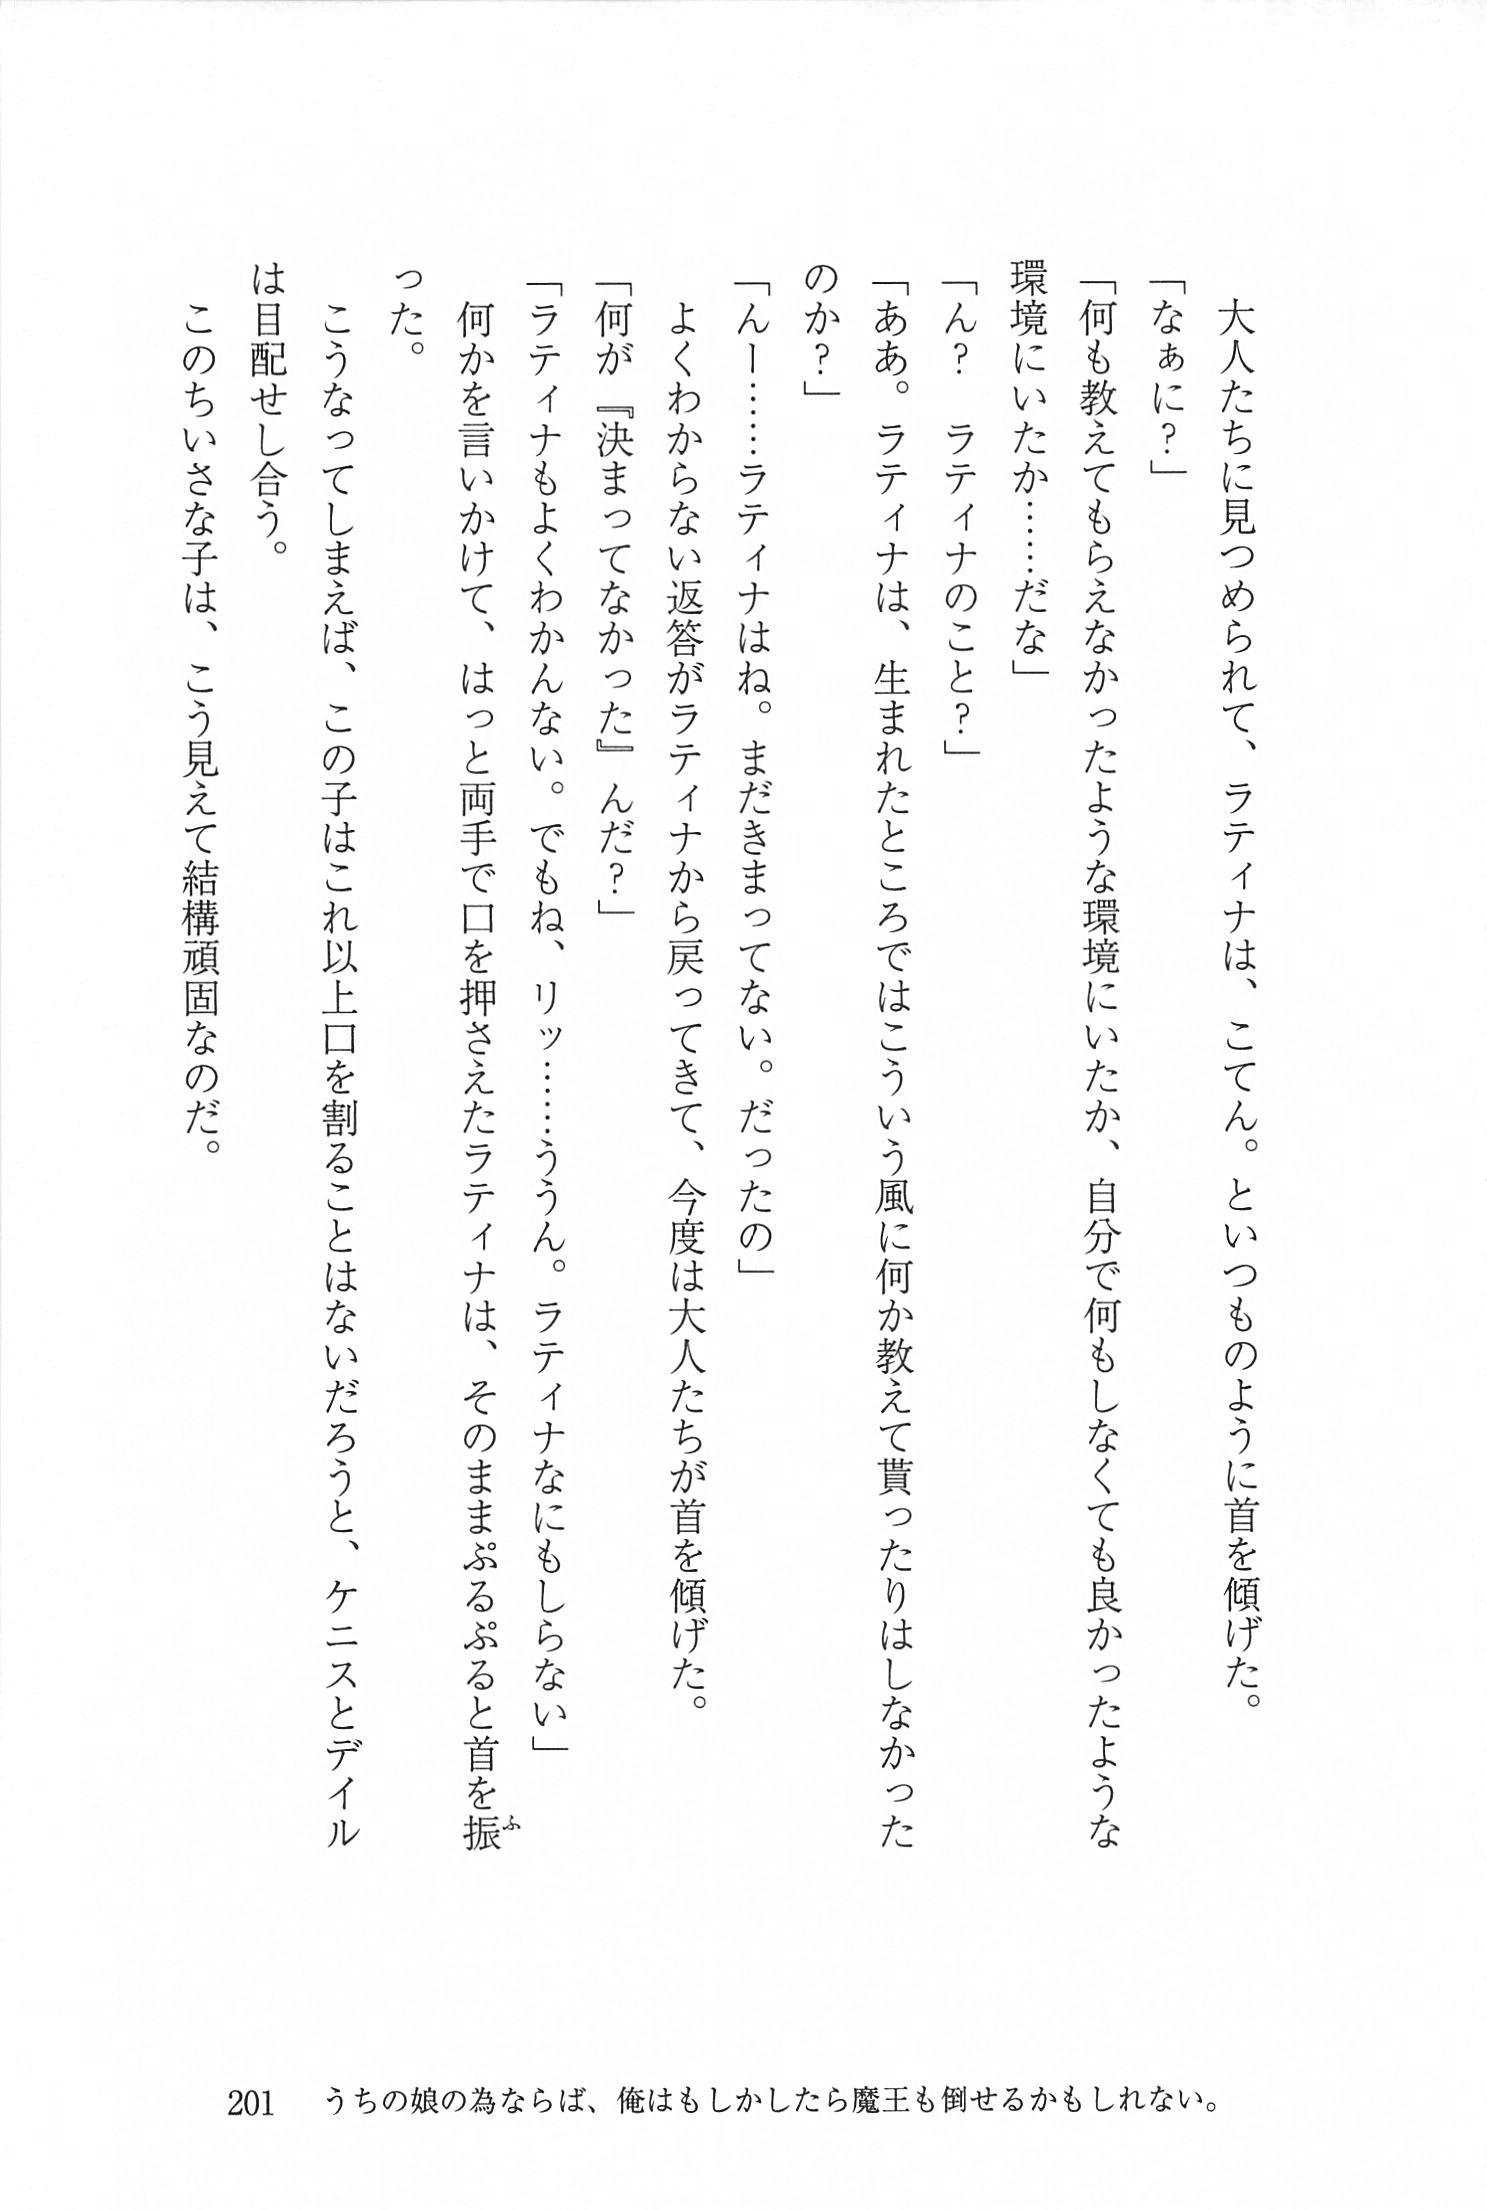 大人たちに見つめられて、ラティナは、こてん。といつものように首を傾げた。
「なぁに？」
「何も教えてもらえなかったような環境にいたか、自分で何もしなくても良かったような
環境にいたか……だな」
「ん？　ラティナのこと？」
「ああ。ラティナは、生まれたところではこういう風に何か教えて貰ったりはしなかった
のか？」
「んー……ラティナはね。まだきまってない。だったの」
　よくわからない返答がラティナから戻ってきて、今度は大人たちが首を傾げた。
「何が『決まってなかった』んだ？」
「ラティナもよくわかんない。でもね、リッ……ううん。ラティナなにもしらない」
　何かを言いかけて、はっと両手で口を押さえたラティナは、そのままぷるぷると首を振ふ
った。
　こうなってしまえば、この子はこれ以上口を割ることはないだろうと、ケニスとデイル
は目配せし合う。
　このちいさな子は、こう見えて結構頑固なのだ。
201　うちの娘の為ならば、俺はもしかしたら魔王も倒せるかもしれない。